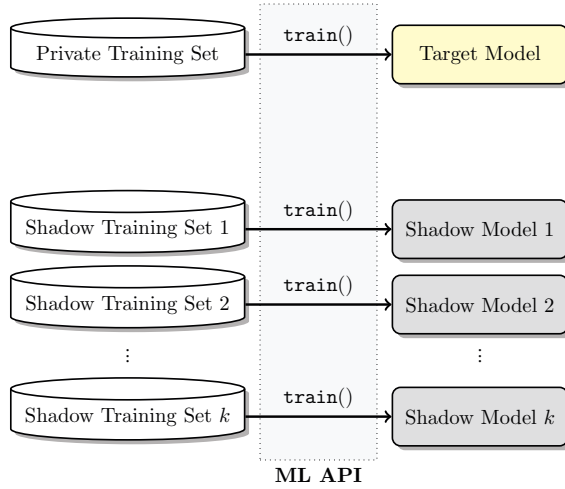 Private Training Set train() Target Model
Shadow Training Set 1 train() Shadow Model 1
Shadow Training Set 2 train() Shadow Model 2
⋮ ⋮
Shadow Training Set k train() Shadow Model k
ML API